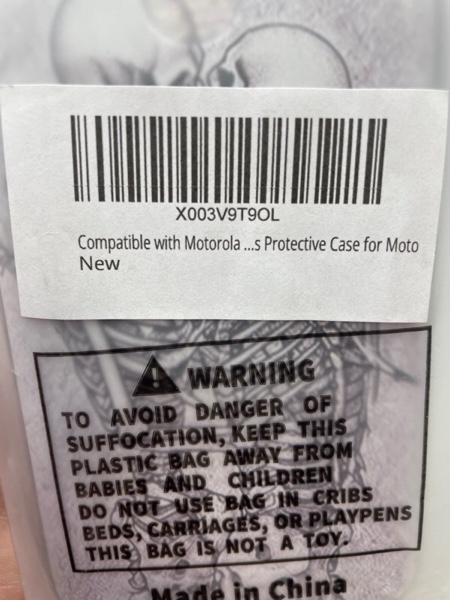 X003V9T9OL
Compatible with Motorola ...s Protective Case for Moto
New
WARNING
TO AVOID DANGER OF
SUFFOCATION, KEEP THIS
PLASTIC BAG AWAY FROM
BABIES AND CHILDREN
DO NOT USE BAG IN CRIBS
BEDS, CARRIAGES, OR PLAYPENS
THIS BAG IS NOT A TOY.
Made in China